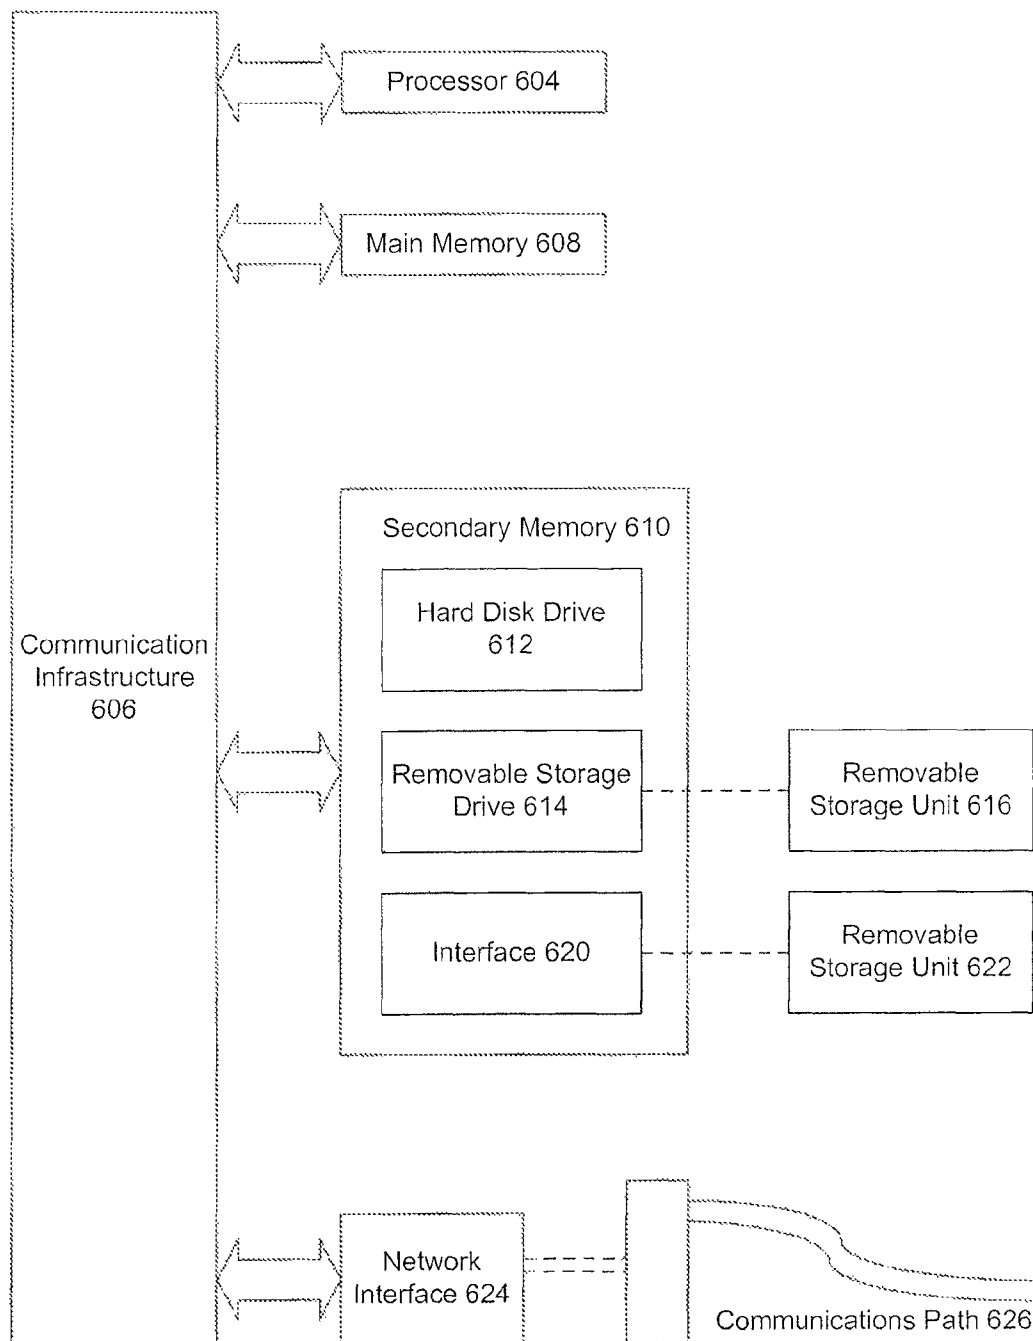 Processor 604
Main Memory 608
Secondary Memory 610
Hard Disk Drive
612
Communication
Infrastructure
606
Removable Storage
Drive 614
Removable
Storage Unit 616
Interface 620
Removable
Storage Unit 622
Network
Interface 624
Communications Path 626